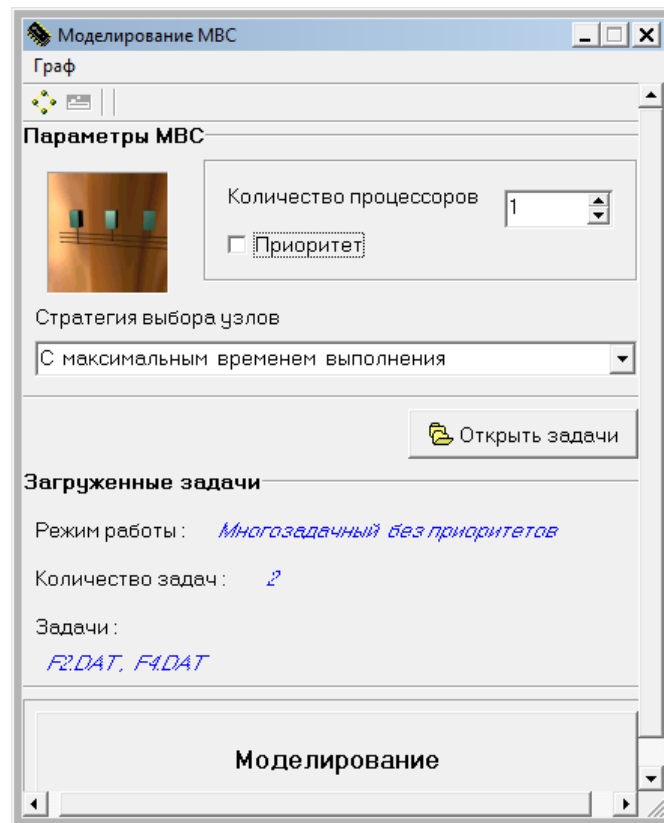 Моделирование МВС
Граф
Параметры МВС
Количество процессоров 1
Приоритет
Стратегия выбора узлов
С максимальным временем выполнения
Открыть задачи
Загруженные задачи
Режим работы : Многозадачный без приоритетов
Количество задач : 2
Задачи :
F2.DAT, F4.DAT
Моделирование